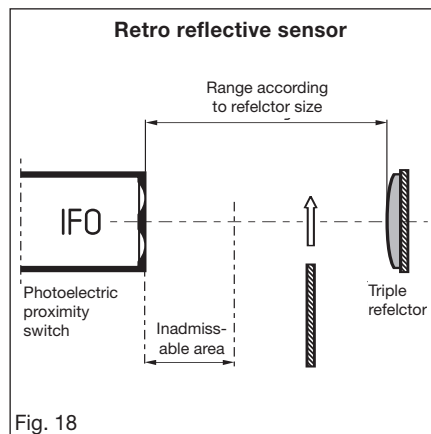 Retro reflective sensor
Range according
to refelctor size
IFO
Photoelectric
proximity
switch
Triple
refelctor
Inadmiss-
able area
Fig. 18